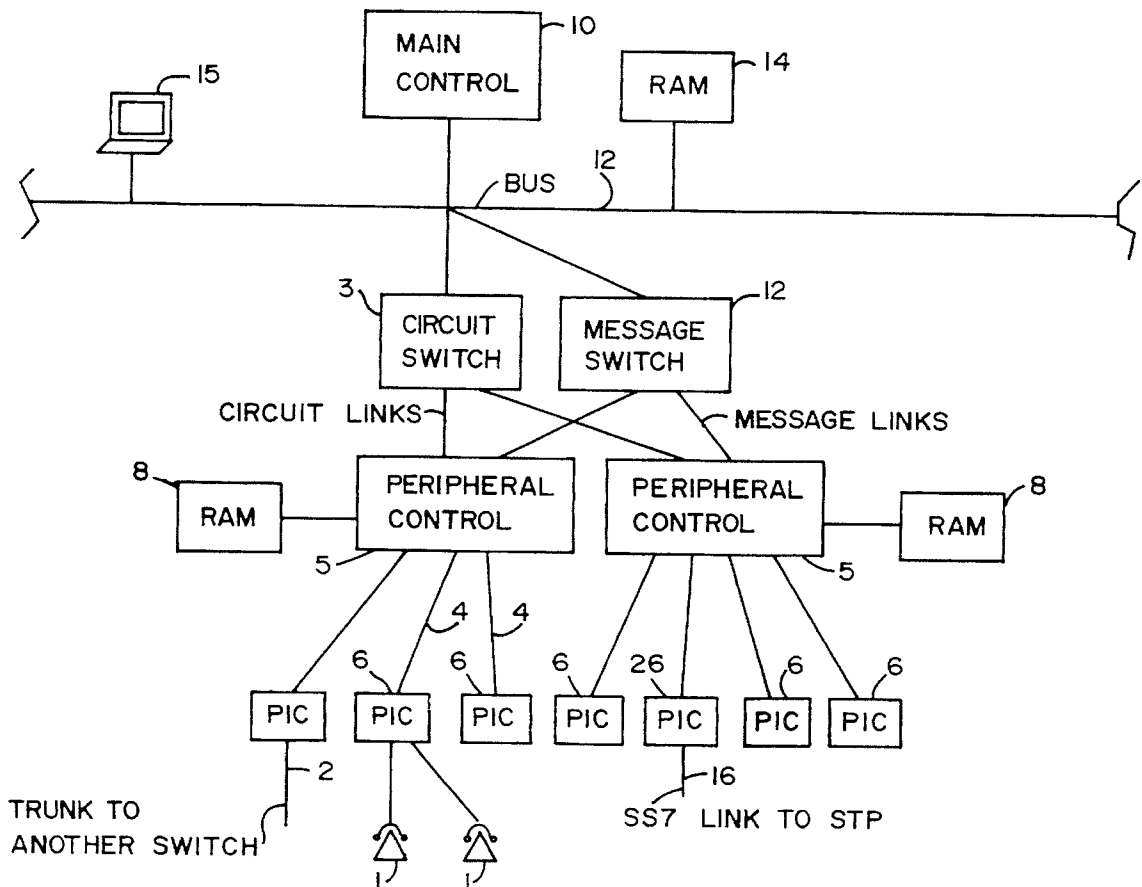 10
MAIN
CONTROL
14
RAM
15
BUS
12
3
CIRCUIT
SWITCH
12
MESSAGE
SWITCH
CIRCUIT LINKS
MESSAGE LINKS
8
RAM
PERIPHERAL
CONTROL
5
PERIPHERAL
CONTROL
5
8
RAM
4
4
PIC
6
PIC
6
PIC
6
PIC
26
PIC
6
PIC
6
PIC
2
TRUNK TO
ANOTHER SWITCH
1
1
16
SS7 LINK TO STP